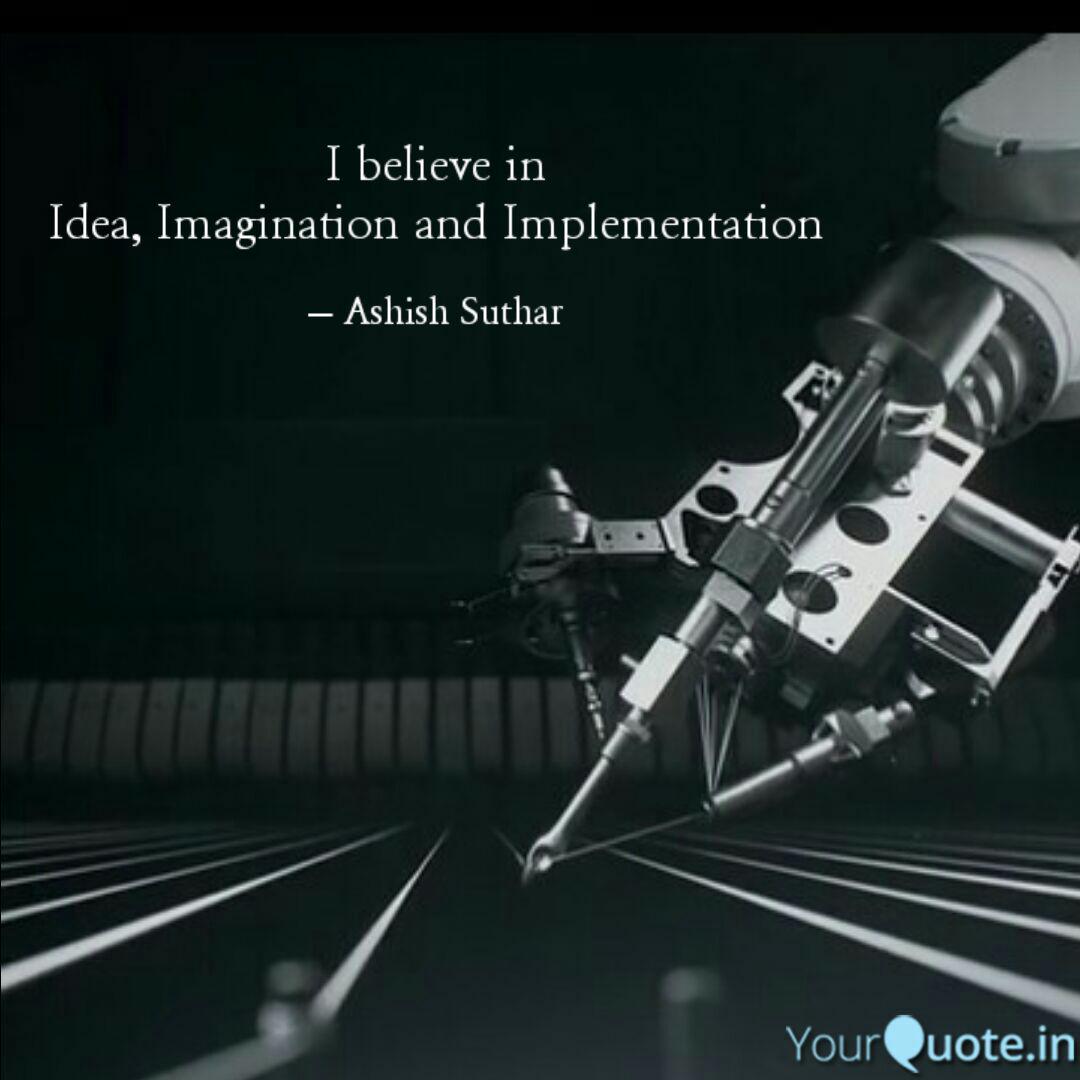 I believe in
Idea, Imagination and Implementation
– Ashish Suthar
YourQuote.in